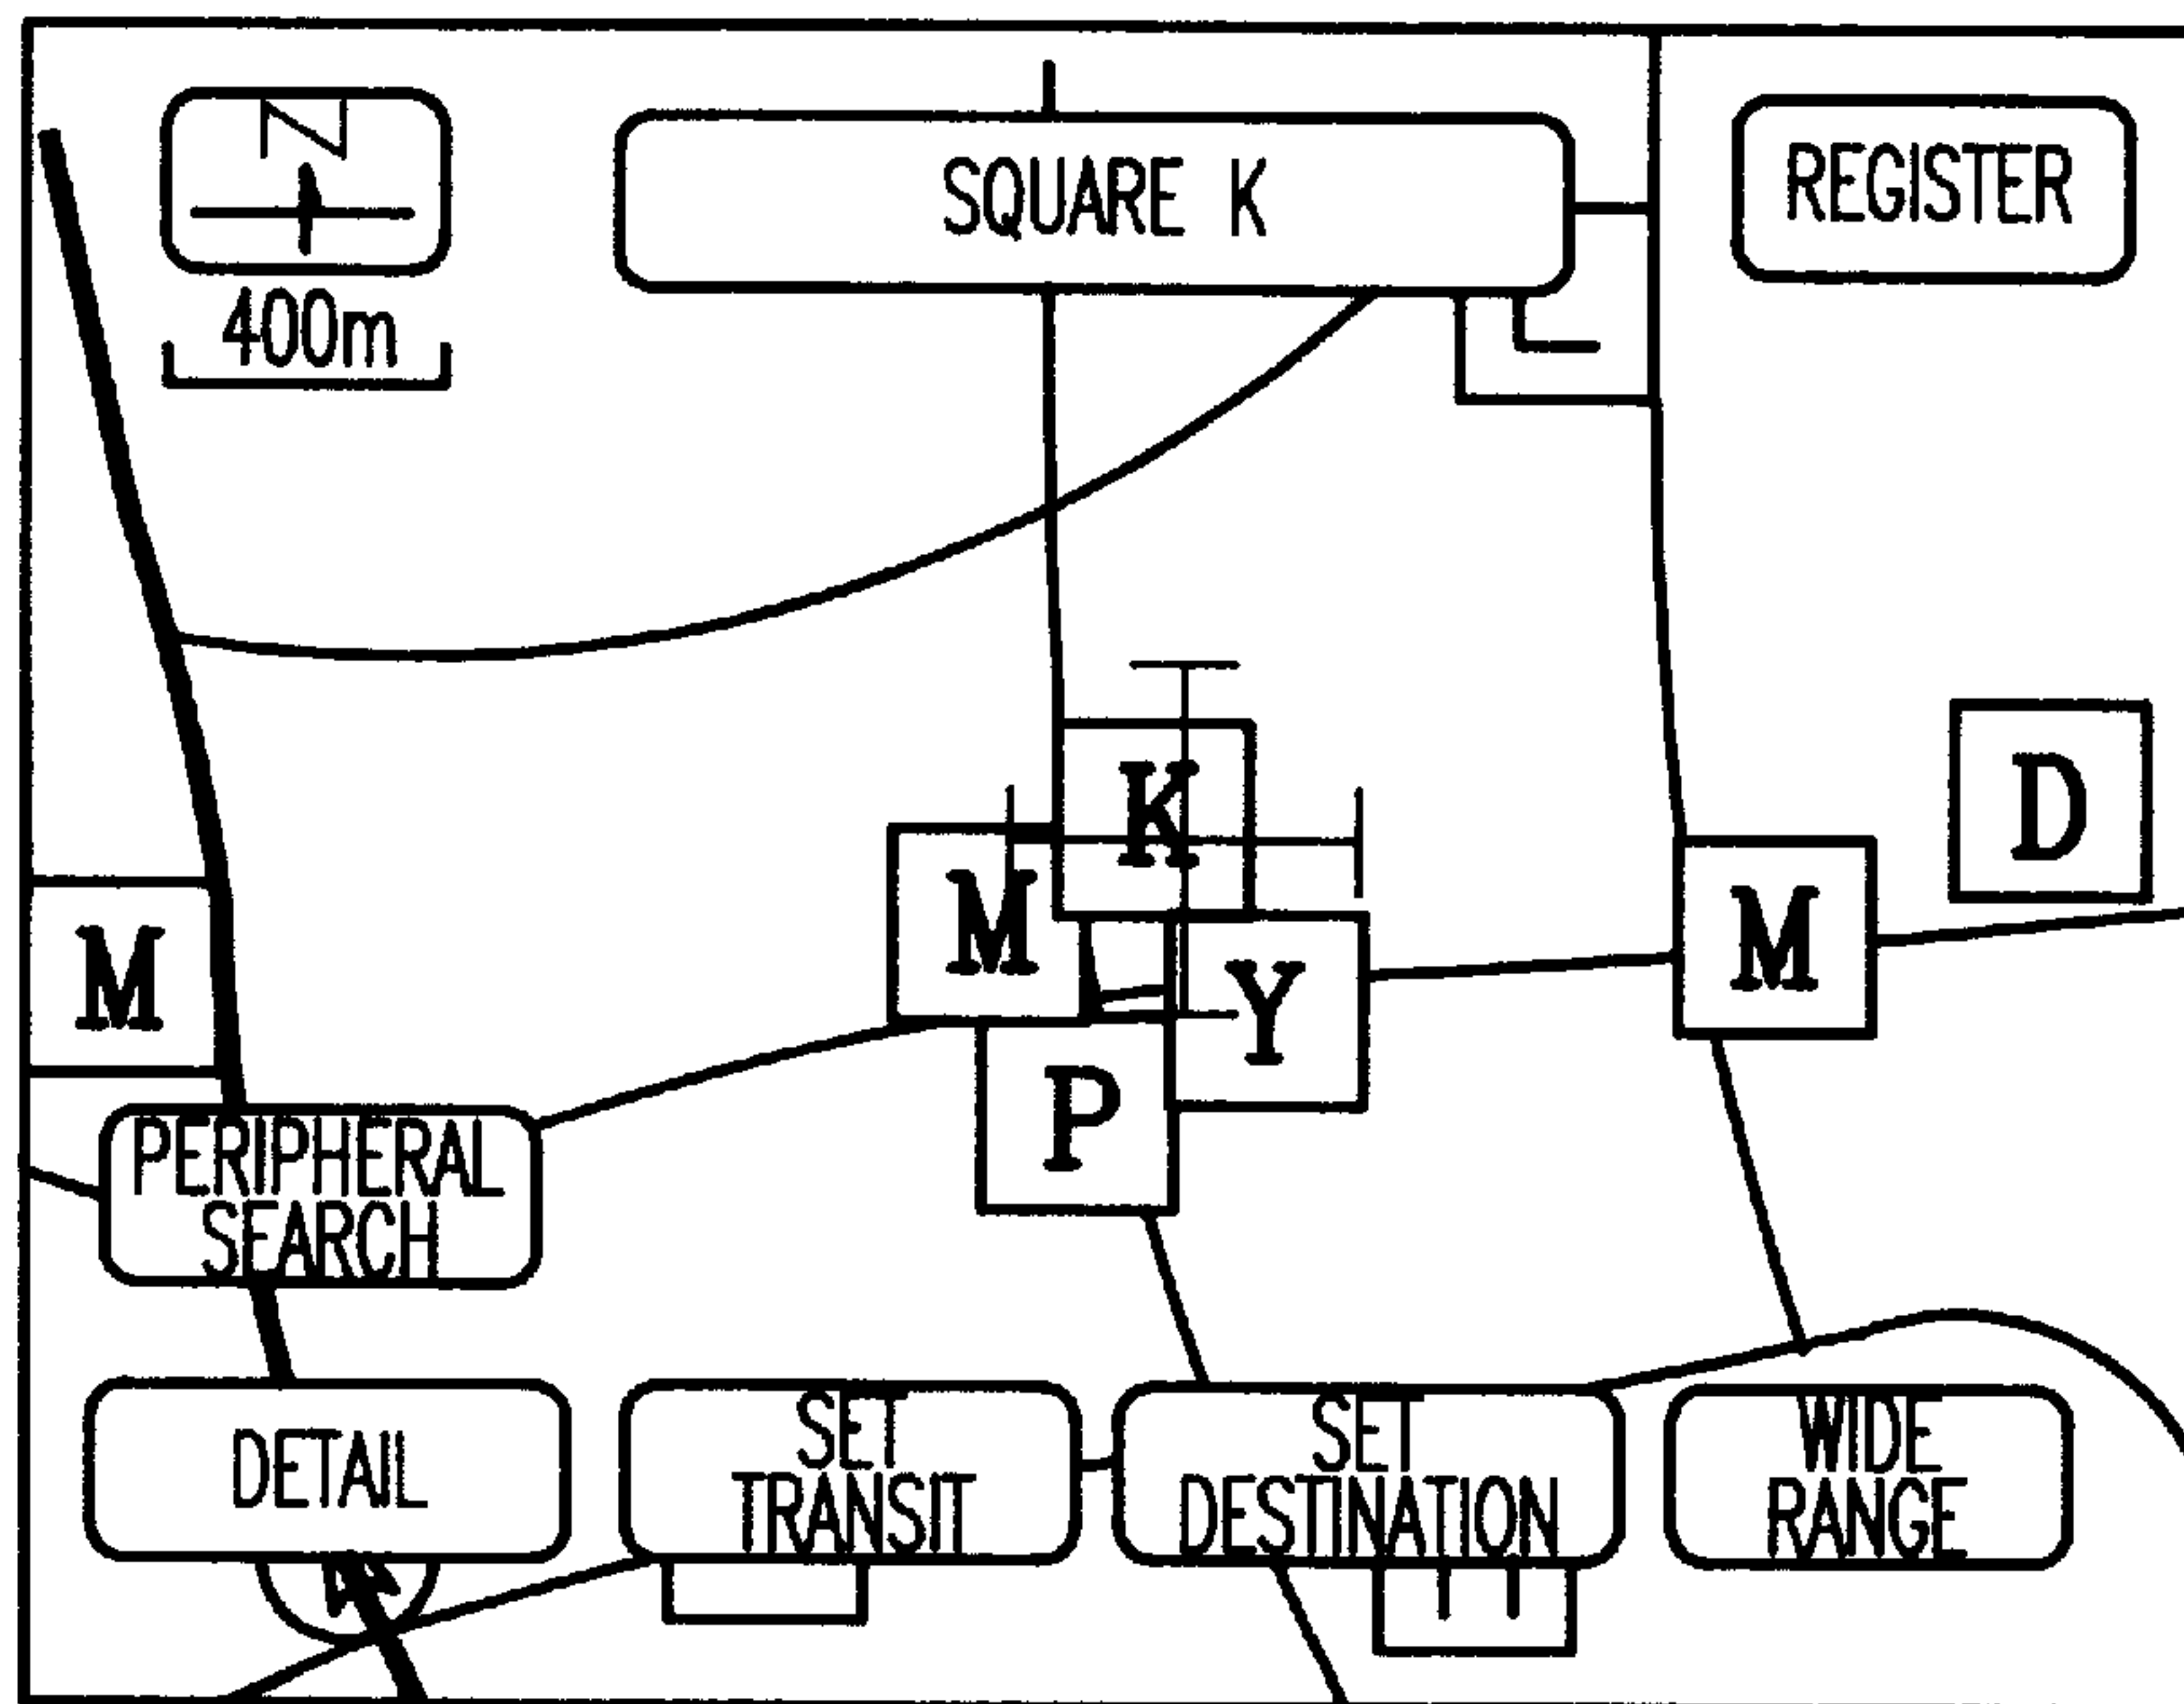 N
SQUARE K
REGISTER
400m
K
D
M
M
M
Y
P
PERIPHERAL
SEARCH
DETAIL
SET
TRANSIT
SET
DESTINATION
WIDE
RANGE